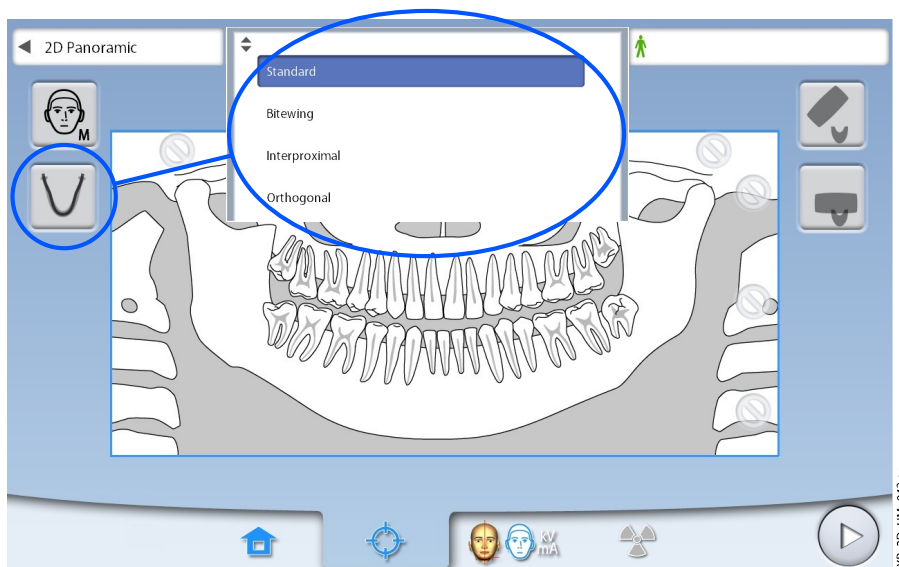 2D Panoramic
Standard
Bitewing
Interproximal
Orthogonal
M
kV
mA